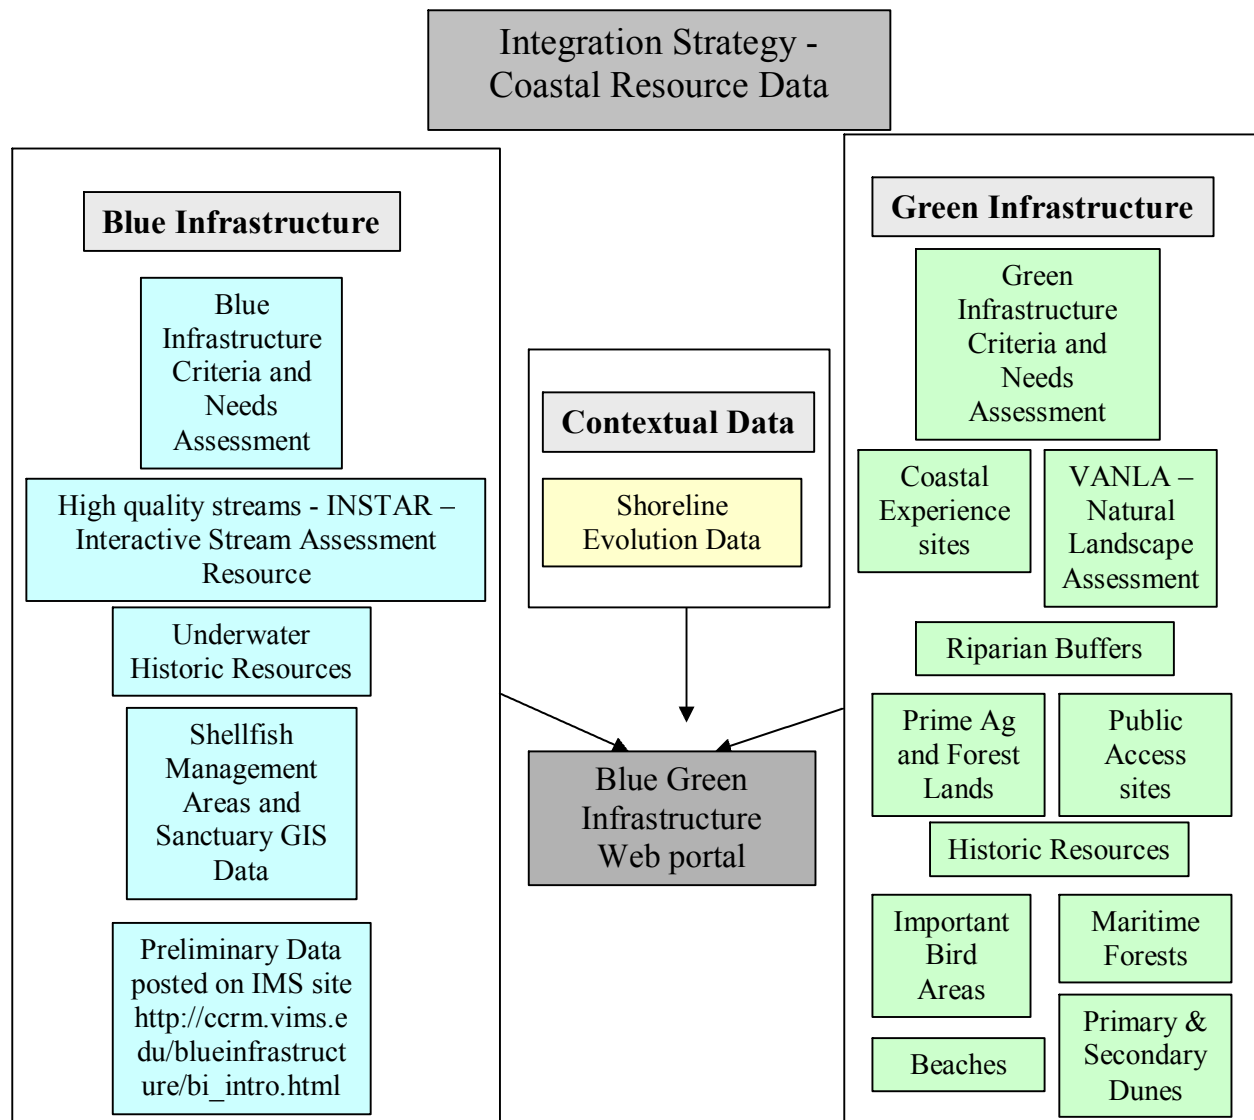 Integration Strategy -
Coastal Resource Data
Blue Infrastructure
Blue
Infrastructure
Criteria and
Needs
Assessment
High quality streams - INSTAR –
Interactive Stream Assessment
Resource
Underwater
Historic Resources
Shellfish
Management
Areas and
Sanctuary GIS
Data
Preliminary Data
posted on IMS site
http://ccrm.vims.e
du/blueinfrastruct
ure/bi_intro.html
Contextual Data
Shoreline
Evolution Data
Blue Green
Infrastructure
Web portal
Green Infrastructure
Green
Infrastructure
Criteria and
Needs
Assessment
Coastal
Experience
sites
VANLA –
Natural
Landscape
Assessment
Riparian Buffers
Prime Ag
and Forest
Lands
Public
Access
sites
Historic Resources
Important
Bird
Areas
Maritime
Forests
Beaches
Primary &
Secondary
Dunes